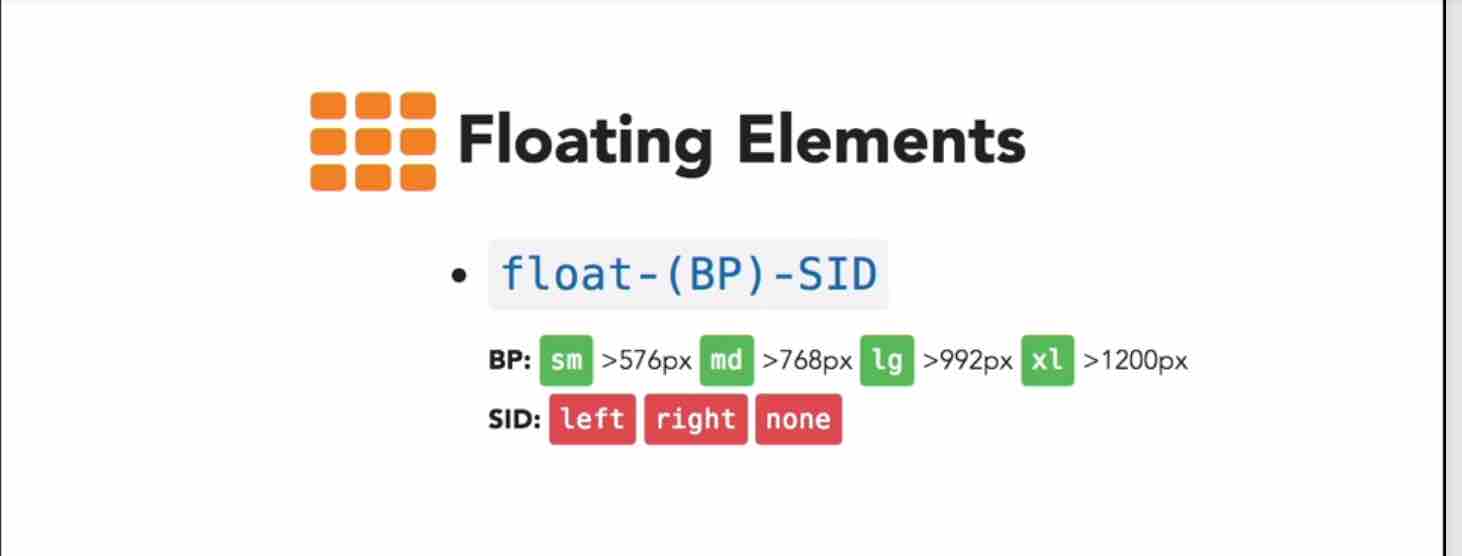 Floating Elements
• float-(BP)-SID
BP: sm >576px md >768px lg >992px xl >1200px
SID: left right none